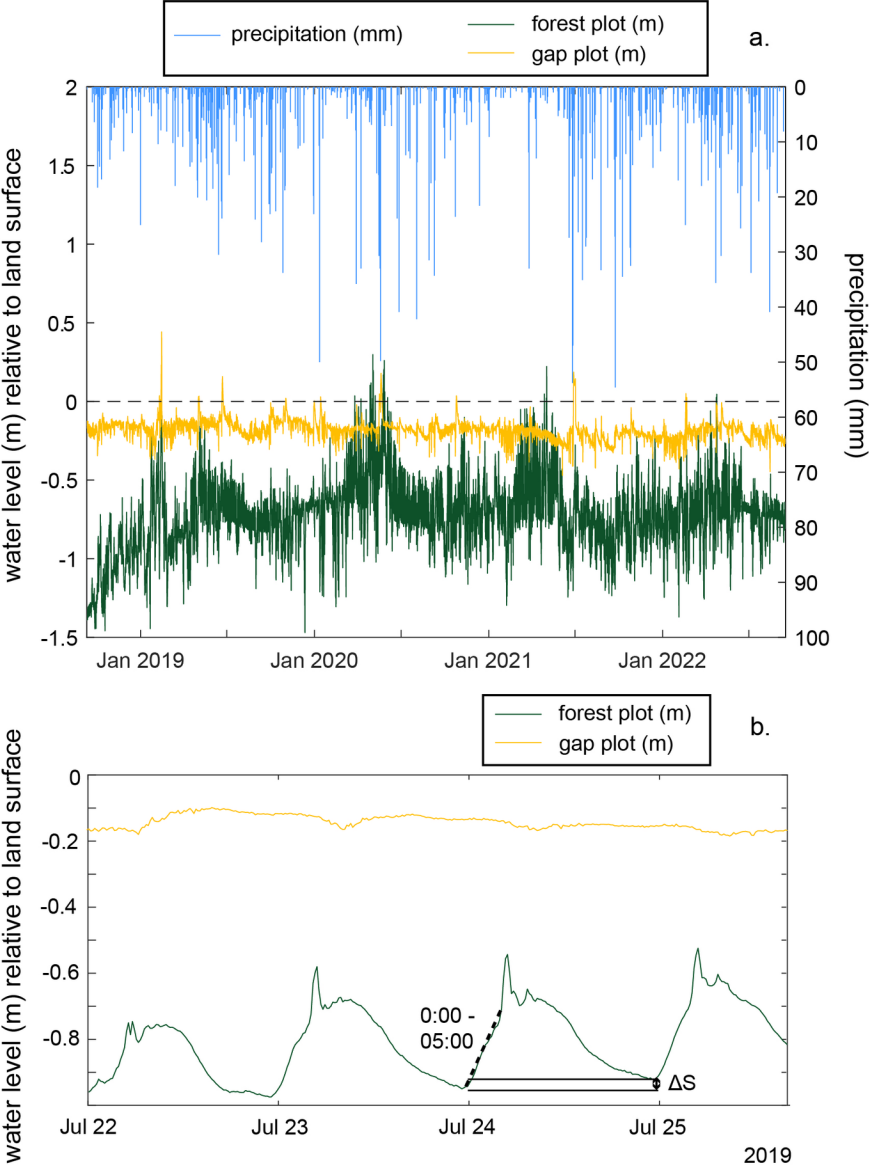 precipitation (mm)
forest plot (m)
gap plot (m)
a.
water level (m) relative to land surface
2
1.5
1
0.5
0
-0.5
-1
-1.5
0
10
20
30
40
50
60
70
80
90
100
precipitation (mm)
Jan 2019
Jan 2020
Jan 2021
Jan 2022
forest plot (m)
gap plot (m)
b.
water level (m) relative to land surface
0
-0.2
-0.4
-0.6
-0.8
0:00 -
05:00
ΔS
Jul 22
Jul 23
Jul 24
Jul 25
2019